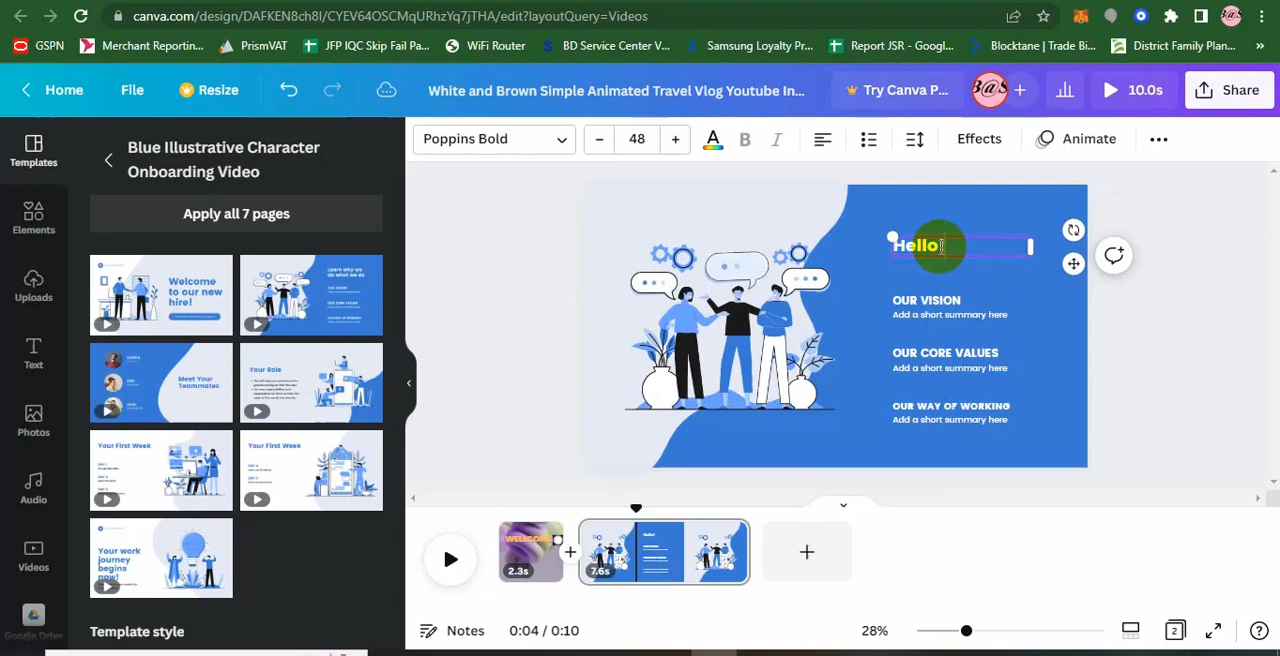 canva.com/design/DAFKEN8ch8I/CYEV64OSCMqURhzYq7jTHA/edit?layoutQuery=Videos
GSPN
Merchant Reportin...
PrismVAT
JFP IQC Skip Fail Pa...
WiFi Router
BD Service Center V...
Samsung Loyalty Pr...
Report JSR - Googl...
Blocktane | Trade Bi...
District Family Plan...
»
Home
File
Resize
White and Brown Simple Animated Travel Vlog Youtube In...
Try Canva P...
B@S
10.0s
Share
Templates
Elements
Uploads
Text
Photos
Audio
Videos
Google Drive
Blue Illustrative Character
Onboarding Video
Apply all 7 pages
Welcome
to our new
hire!
Learn why we
do what we do
Meet Your
Teammates
Your Role
Your First Week
Your First Week
Your work
journey
begins
now!
Template style
Poppins Bold
– 48 +
A B I
Effects
Animate
Hello!
OUR VISION
Add a short summary here
OUR CORE VALUES
Add a short summary here
OUR WAY OF WORKING
Add a short summary here
2.3s
7.6s
Notes
0:04 / 0:10
28%
2